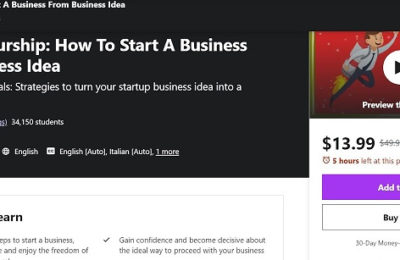 t A Business From Business Idea
urship: How To Start A Business
ess Idea
als: Strategies to turn your startup business idea into a
gs) 34,150 students
English
English [Auto], Italian [Auto], 1 more
Preview th
$13.99 $49.9
5 hours left at this p
Add t
Buy
30-Day Money-
earn
eps to start a business,
e and enjoy the freedom of
Gain confidence and become decisive about
the ideal way to proceed with your business